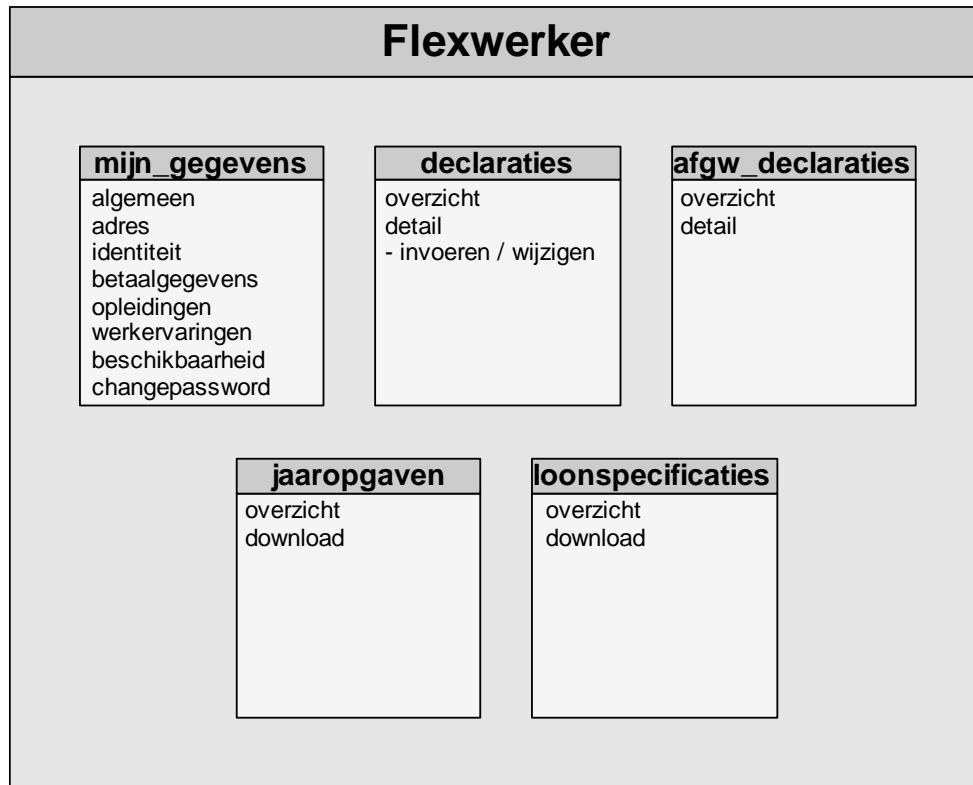 Flexwerker
mijn_gegevens
algemeen
adres
identiteit
betaalgegevens
opleidingen
werkervaringen
beschikbaarheid
changepassword
declaraties
overzicht
detail
- invoeren / wijzigen
afgw_declaraties
overzicht
detail
jaaropgaven
overzicht
download
loonspecificaties
overzicht
download